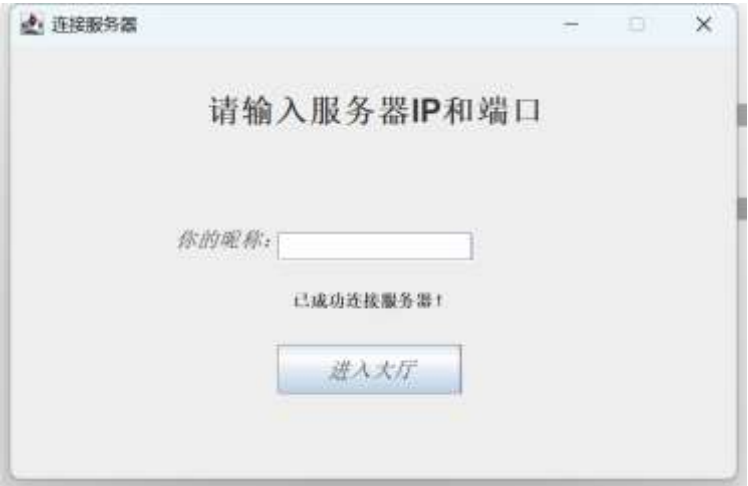 连接服务器
请输入服务器IP和端口
你的昵称：
已成功连接服务器！
进入大厅